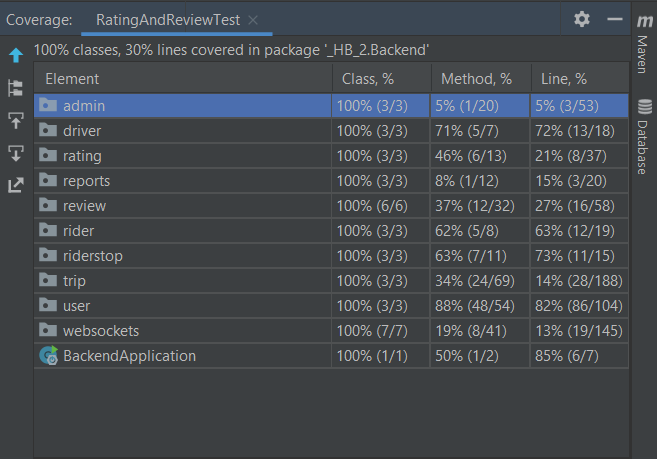 Coverage: RatingAndReviewTest
100% classes, 30% lines covered in package '_HB_2.Backend'
Element Class, % Method, % Line, %
admin 100% (3/3) 5% (1/20) 5% (3/53)
driver 100% (3/3) 71% (5/7) 72% (13/18)
rating 100% (3/3) 46% (6/13) 21% (8/37)
reports 100% (3/3) 8% (1/12) 15% (3/20)
review 100% (6/6) 37% (12/32) 27% (16/58)
rider 100% (3/3) 62% (5/8) 63% (12/19)
riderstop 100% (3/3) 63% (7/11) 73% (11/15)
trip 100% (3/3) 34% (24/69) 14% (28/188)
user 100% (3/3) 88% (48/54) 82% (86/104)
websockets 100% (7/7) 19% (8/41) 13% (19/145)
BackendApplication 100% (1/1) 50% (1/2) 85% (6/7)
m
Maven
Database